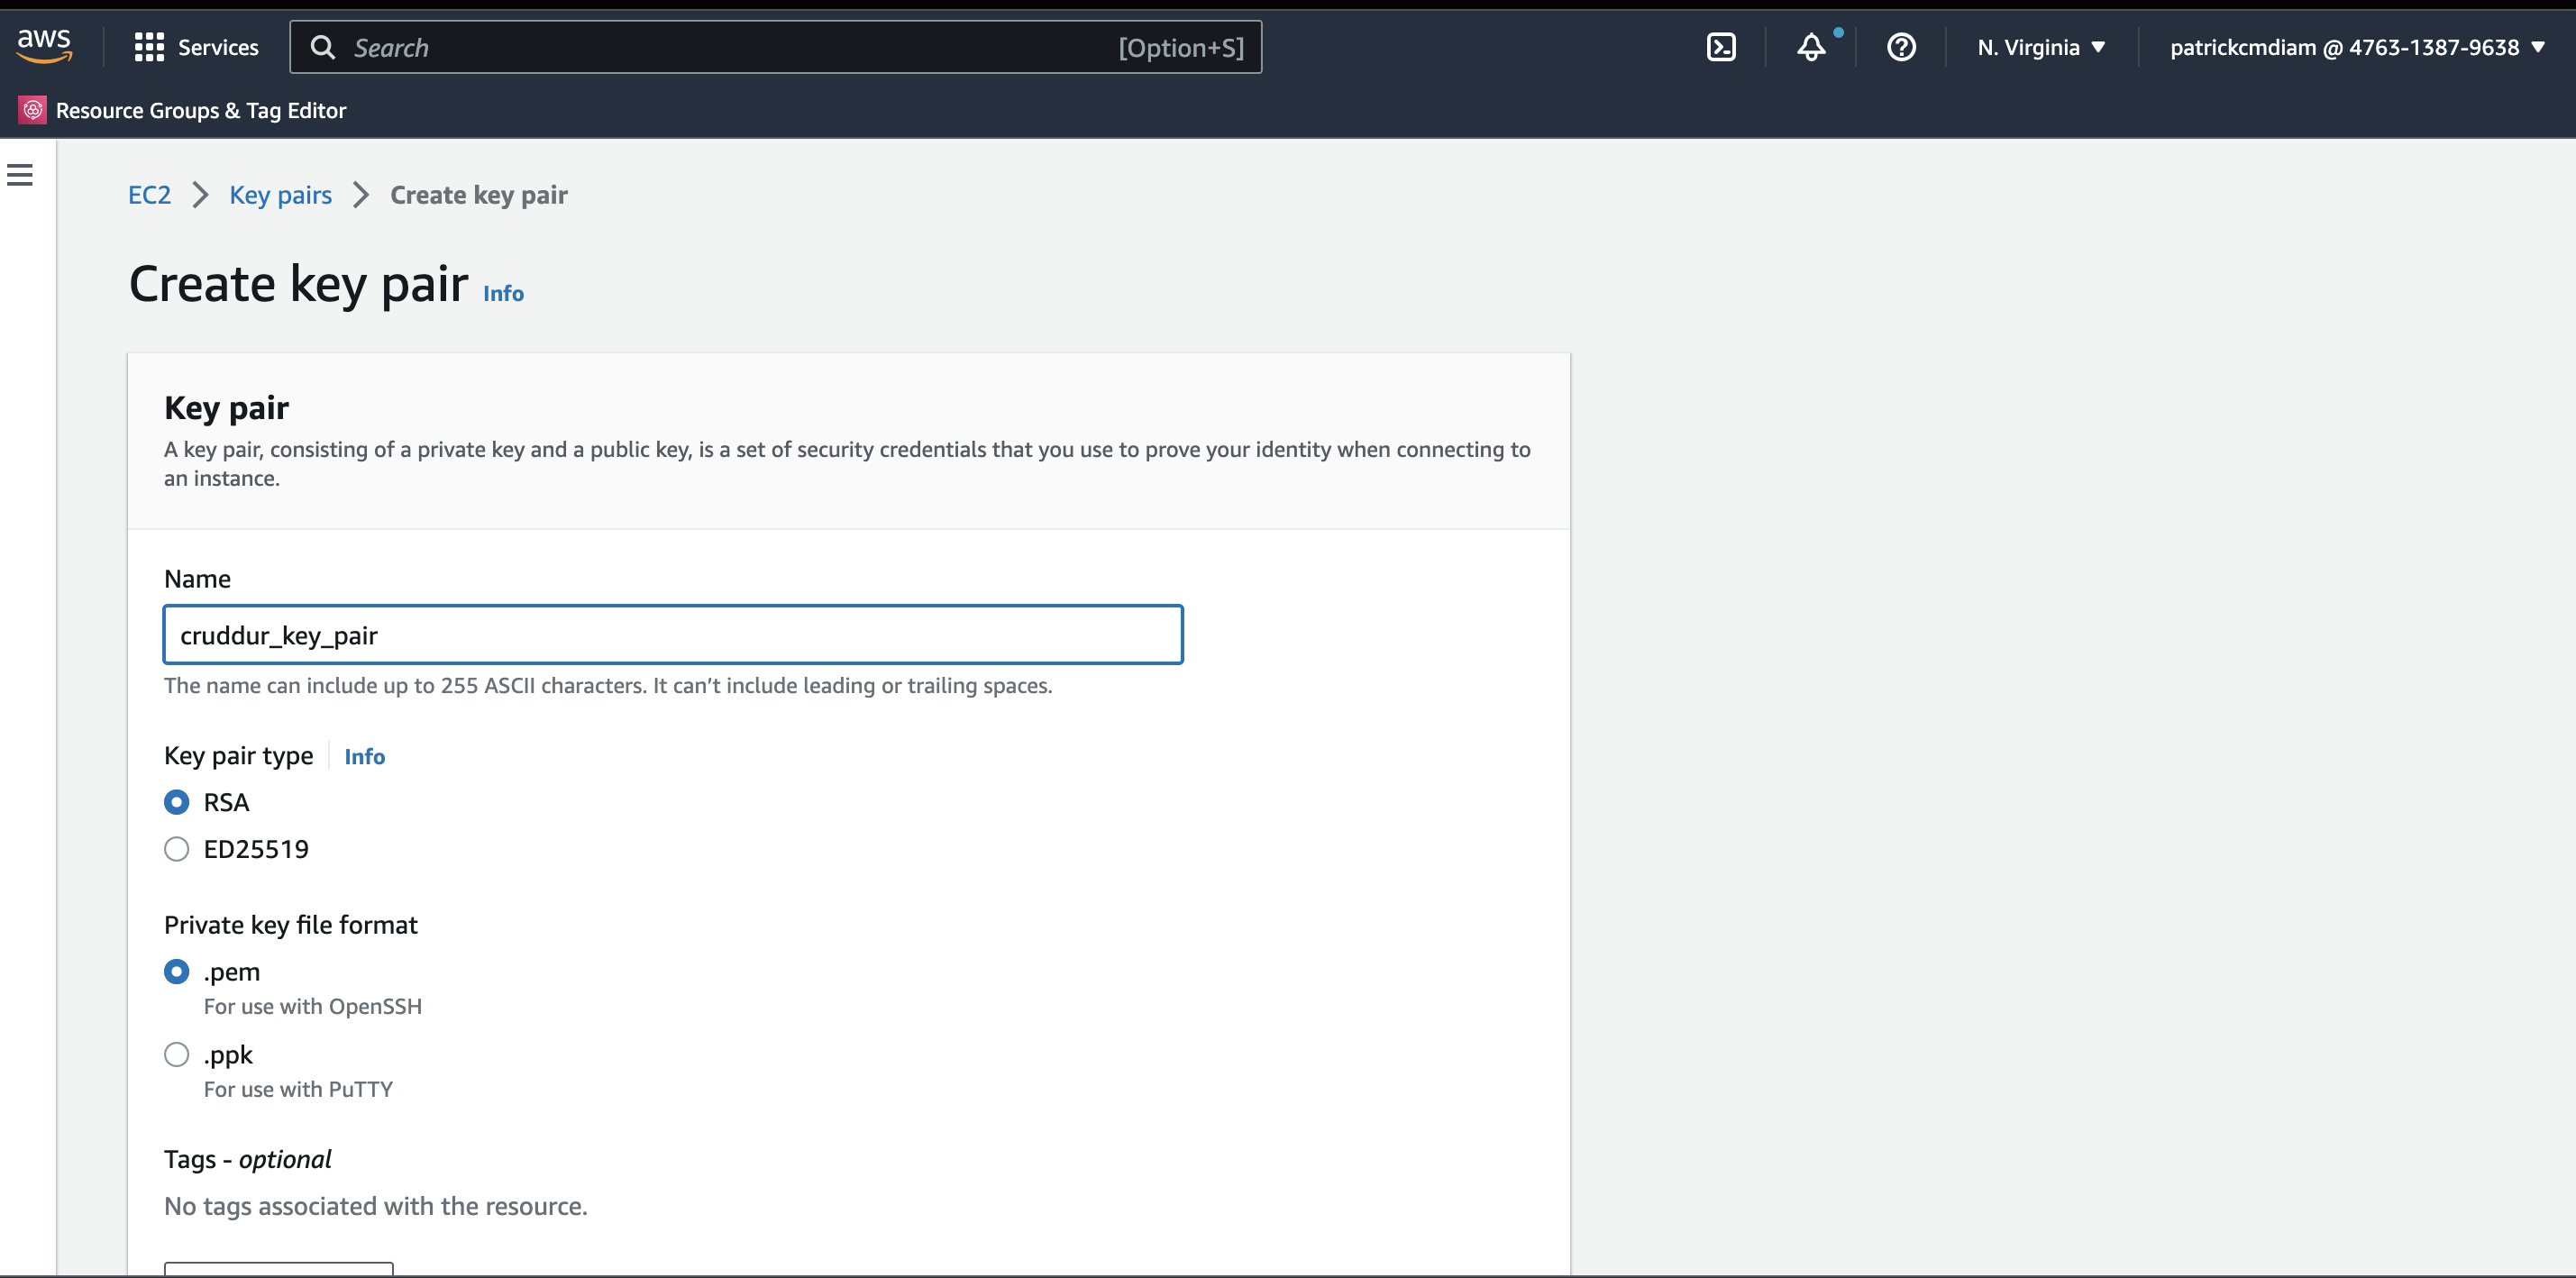 aws
Services
Search
[Option+S]
N. Virginia
patrickcmdiam @ 4763-1387-9638
Resource Groups & Tag Editor
EC2
Key pairs
Create key pair
Create key pair Info
Key pair
A key pair, consisting of a private key and a public key, is a set of security credentials that you use to prove your identity when connecting to
an instance.
Name
cruddur_key_pair
The name can include up to 255 ASCII characters. It can’t include leading or trailing spaces.
Key pair type
Info
RSA
ED25519
Private key file format
.pem
For use with OpenSSH
.ppk
For use with PuTTY
Tags - optional
No tags associated with the resource.